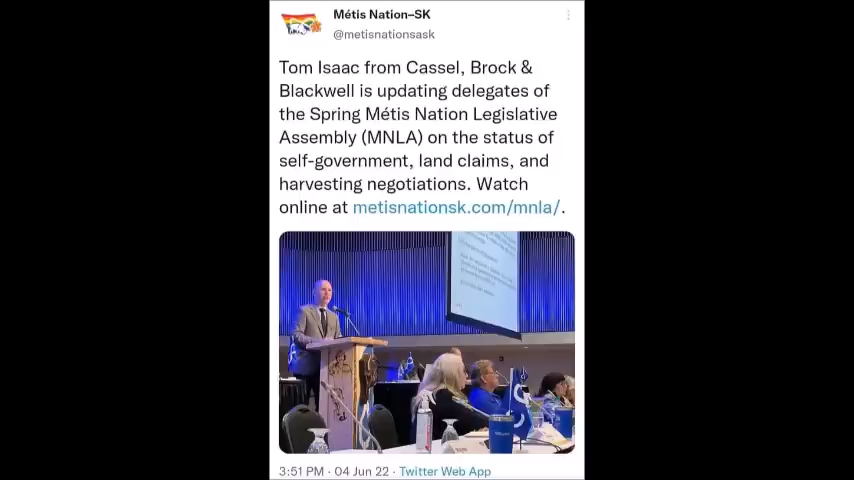 Métis Nation–SK
@metisnationsask
Tom Isaac from Cassel, Brock &
Blackwell is updating delegates of
the Spring Métis Nation Legislative
Assembly (MNLA) on the status of
self-government, land claims, and
harvesting negotiations. Watch
online at metisnationsk.com/mnla/.
3:51 PM · 04 Jun 22 · Twitter Web App